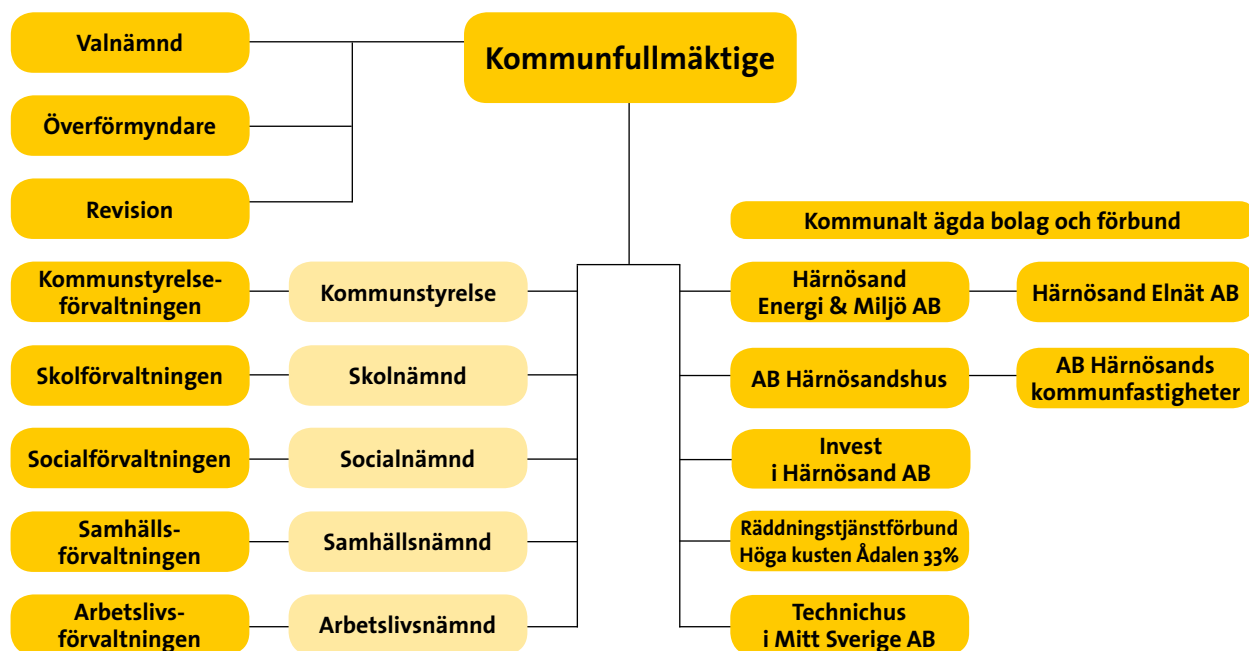 Valnämnd
Kommunfullmäktige
Överförmyndare
Revision
Kommunalt ägda bolag och förbund
Kommunstyrelse-
förvaltningen
Kommunstyrelse
Härnösand
Energi & Miljö AB
Härnösand Elnät AB
Skolförvaltningen
Skolnämnd
AB Härnösandshus
AB Härnösands
kommunfastigheter
Socialförvaltningen
Socialnämnd
Invest
i Härnösand AB
Samhälls-
förvaltningen
Samhällsnämnd
Räddningstjänstförbund
Höga kusten Ådalen 33%
Arbetslivs-
förvaltningen
Arbetslivsnämnd
Technichus
i Mitt Sverige AB